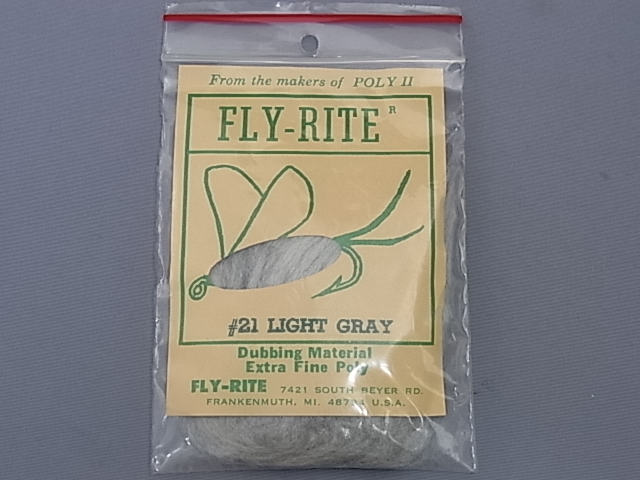 From the makers of POLY II
FLY-RITE R
#21 LIGHT GRAY
Dubbing Material
Extra Fine Poly
FLY-RITE 7421 SOUTH BEYER RD.
FRANKENMUTH, MI. U.S.A.